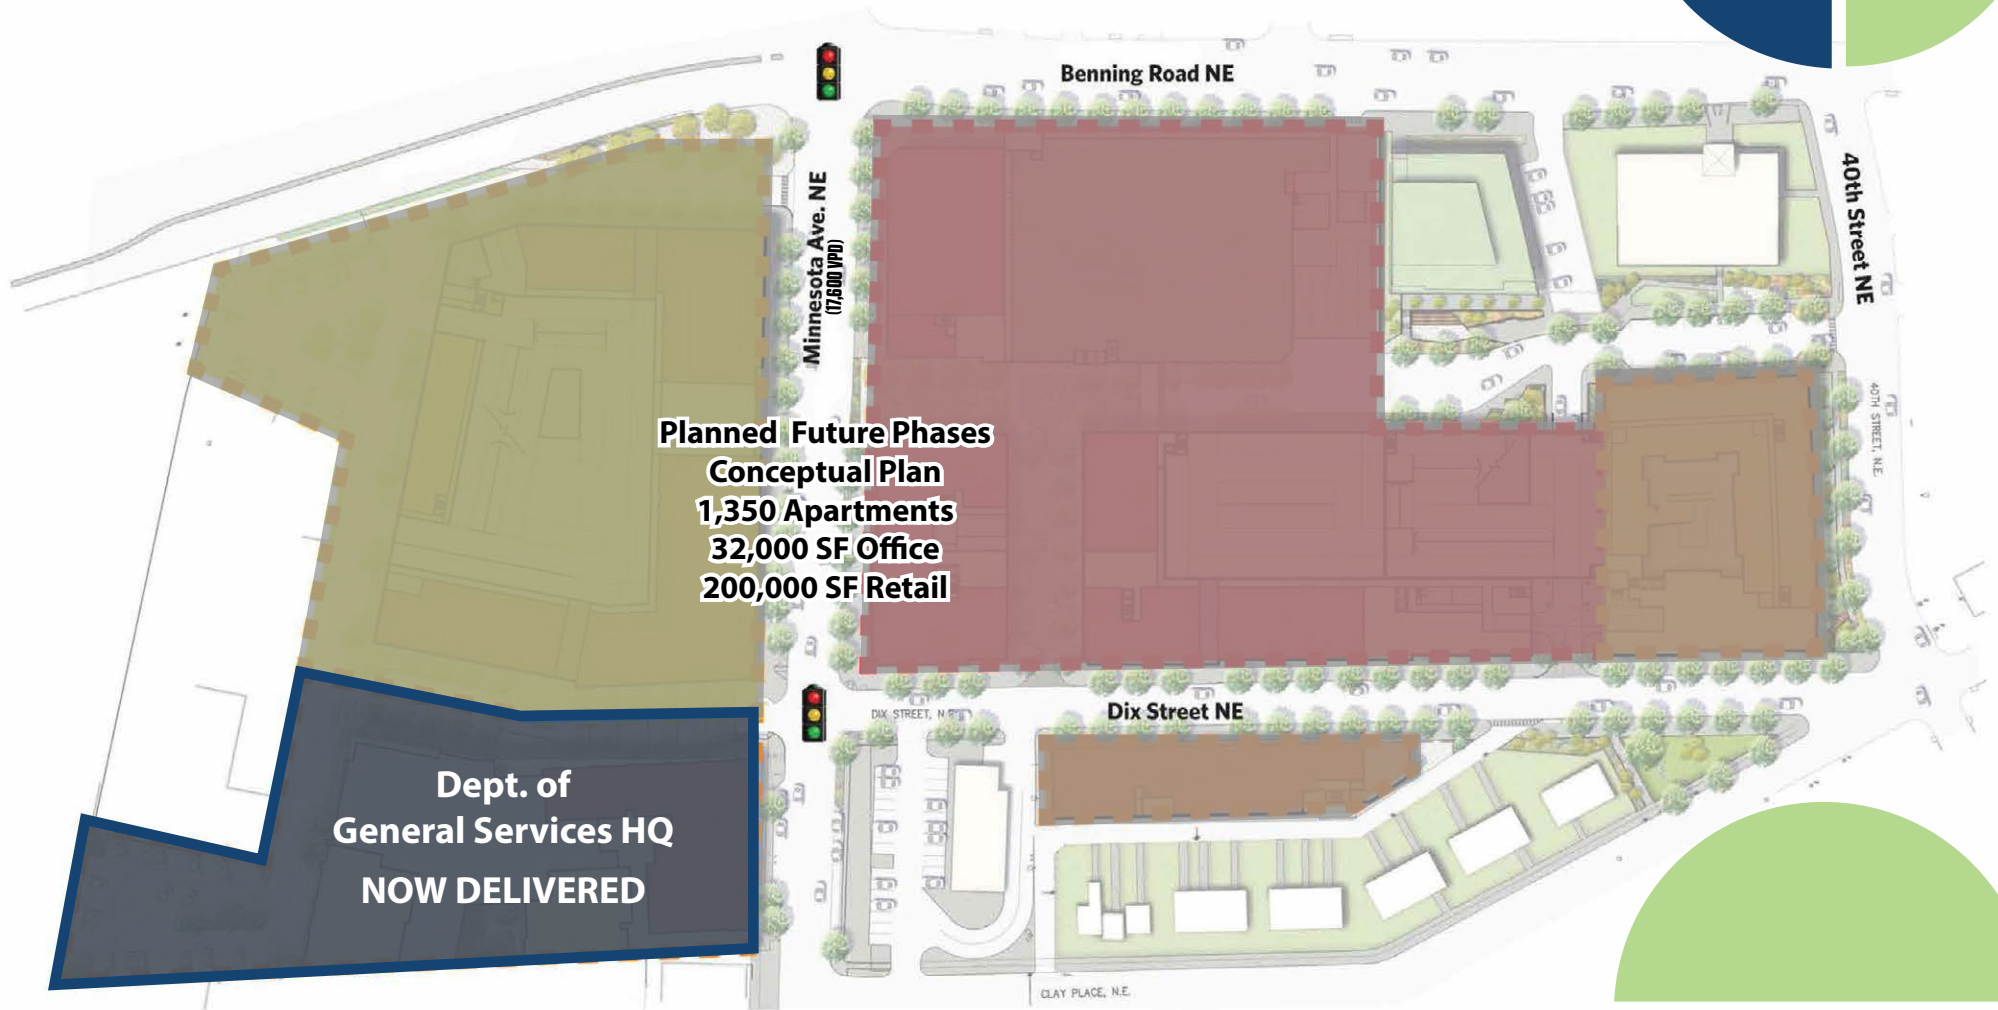 Benning Road NE
40th Street NE
Minnesota Ave. NE
(17,600 VPD)
40TH STREET, N.E.
Planned Future Phases
Conceptual Plan
1,350 Apartments
32,000 SF Office
200,000 SF Retail
DIX STREET, N.E.
Dix Street NE
Dept. of
General Services HQ
NOW DELIVERED
CLAY PLACE, N.E.